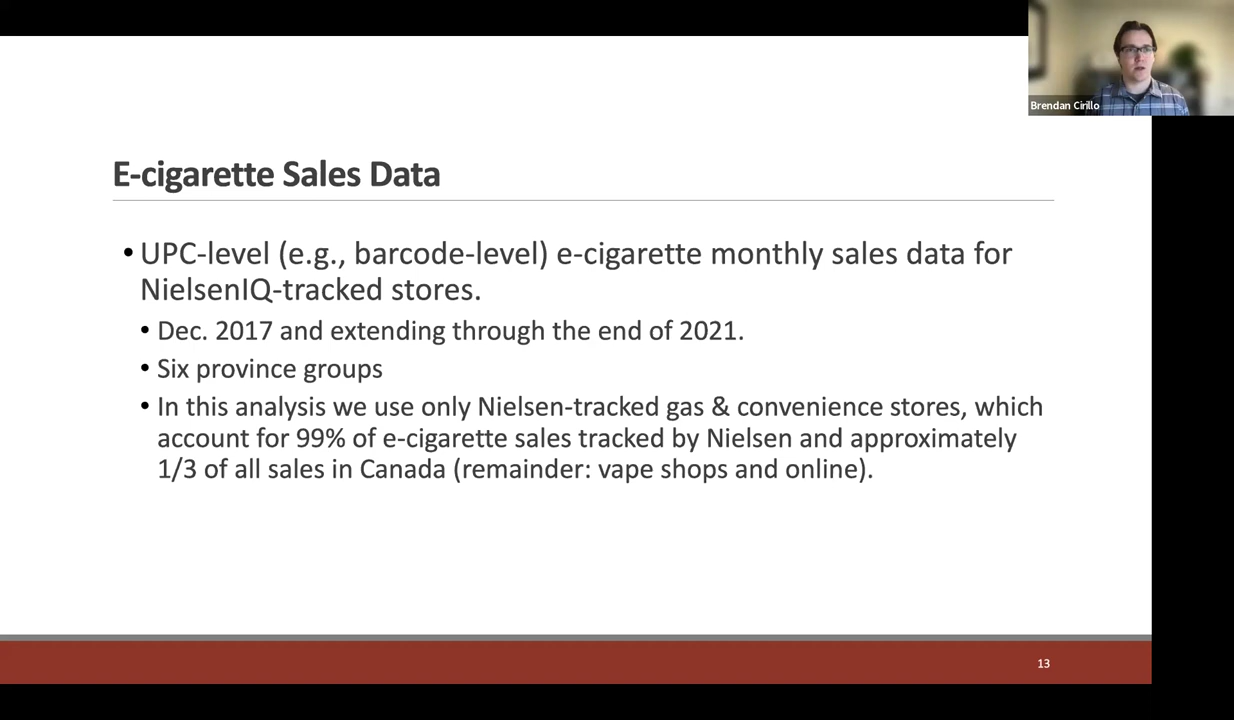 Brendan Cirillo
E-cigarette Sales Data
• UPC-level (e.g., barcode-level) e-cigarette monthly sales data for
NielsenIQ-tracked stores.
• Dec. 2017 and extending through the end of 2021.
• Six province groups
• In this analysis we use only Nielsen-tracked gas & convenience stores, which
account for 99% of e-cigarette sales tracked by Nielsen and approximately
1/3 of all sales in Canada (remainder: vape shops and online).
13